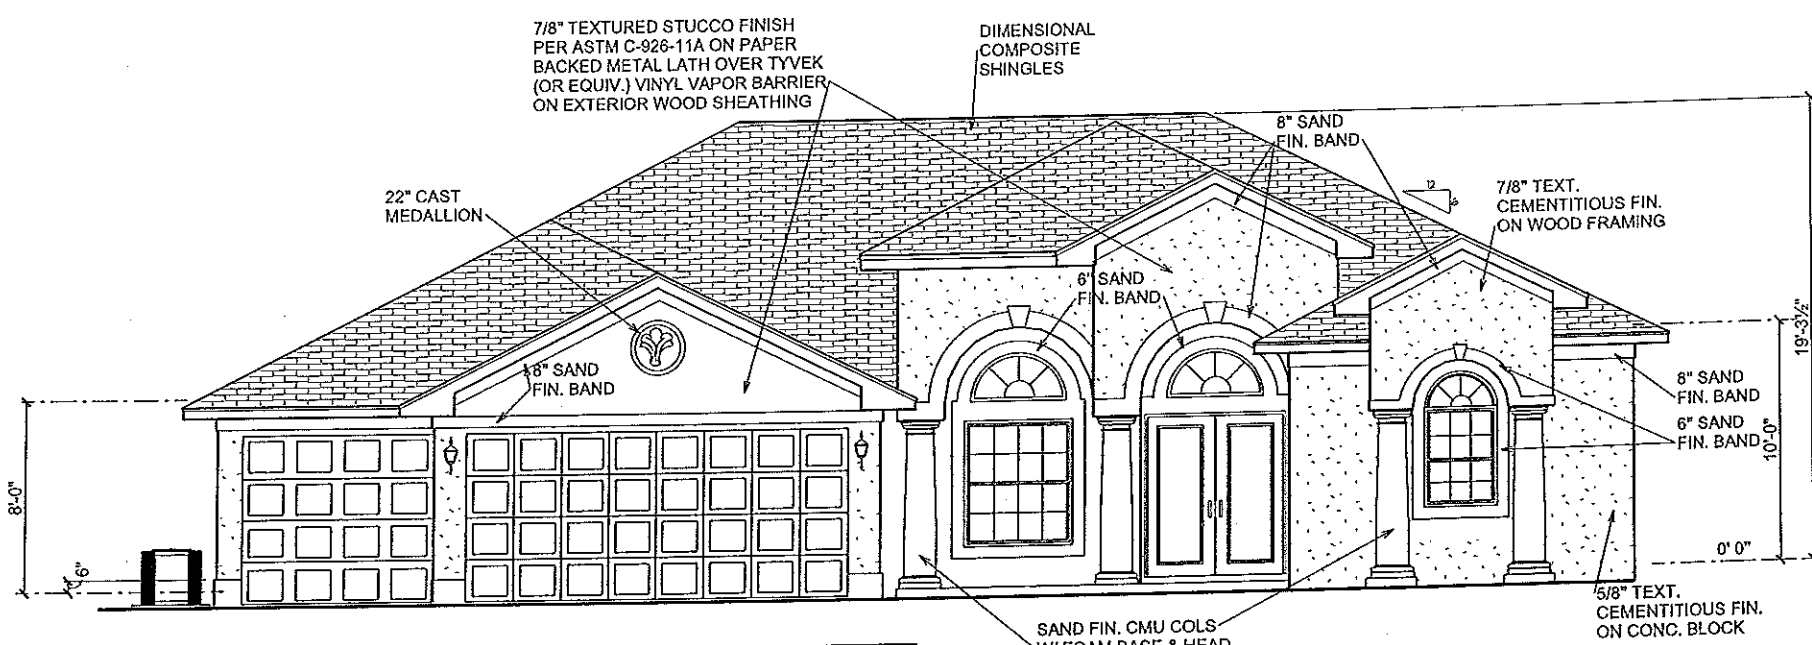 7/8" TEXTURED STUCCO FINISH
PER ASTM C-926-11A ON PAPER
BACKED METAL LATH OVER TYVEK
(OR EQUIV.) VINYL VAPOR BARRIER
ON EXTERIOR WOOD SHEATHING
DIMENSIONAL
COMPOSITE
SHINGLES
8" SAND
FIN. BAND
22" CAST
MEDALLION
12
6
7/8" TEXT.
CEMENTITIOUS FIN.
ON WOOD FRAMING
6" SAND
FIN. BAND
19'-3½"
8" SAND
FIN. BAND
8" SAND
FIN. BAND
6" SAND
FIN. BAND
10'-0"
8'-0"
6"
0' 0"
5/8" TEXT.
CEMENTITIOUS FIN.
ON CONC. BLOCK
SAND FIN. CMU COLS
W/ FOAM BASE & HEAD